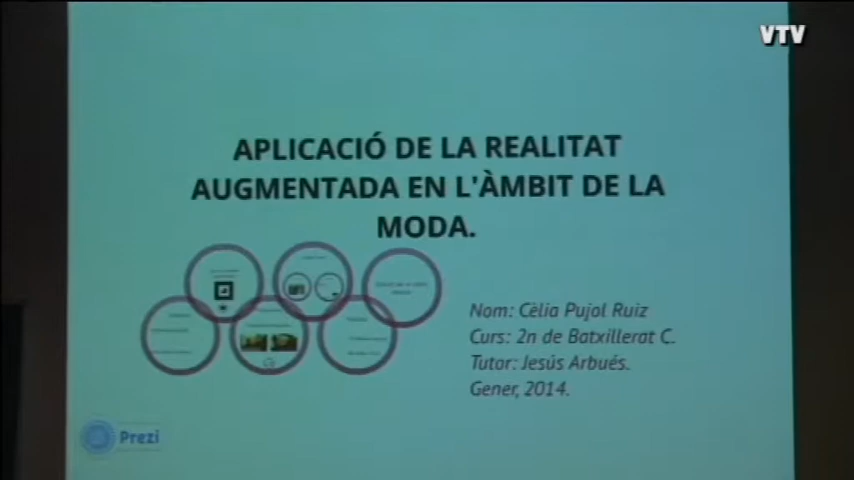 VTV
APLICACIÓ DE LA REALITAT
AUGMENTADA EN L'ÀMBIT DE LA
MODA.
Nom: Cèlia Pujol Ruiz
Curs: 2n de Batxillerat C.
Tutor: Jesús Arbués.
Gener, 2014.
Prezi